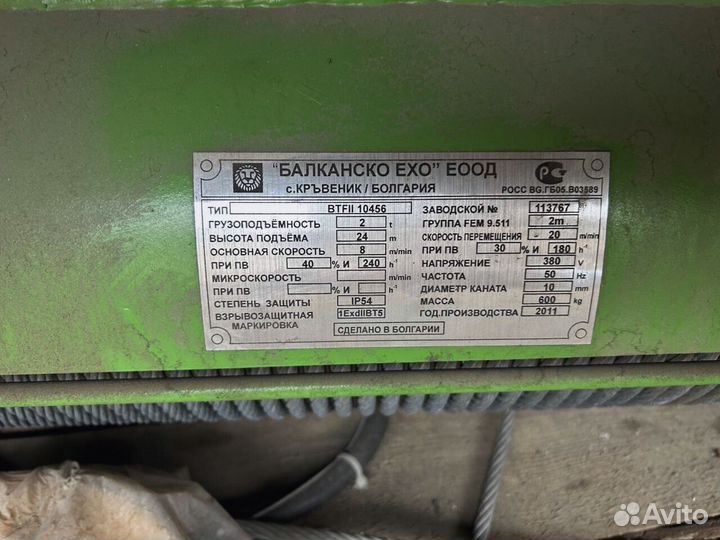 "БАЛКАНСКО ЕХО" ЕООД
с.КРЪВЕНИК / БОЛГАРИЯ
РОСС BG.ГБ05.В03589
ТИП BTFII 10456
ГРУЗОПОДЪЁМНОСТЬ 2 t
ВЫСОТА ПОДЪЁМА 24 m
ОСНОВНАЯ СКОРОСТЬ 8 m/min
ПРИ ПВ 40 % И 240 h⁻¹
МИКРОСКОРОСТЬ m/min
ПРИ ПВ % И h⁻¹
СТЕПЕНЬ ЗАЩИТЫ IP54
ВЗРЫВОЗАЩИТНАЯ МАРКИРОВКА 1ExdIIBT5
ЗАВОДСКОЙ № 113767
ГРУППА FEM 9.511 2m
СКОРОСТЬ ПЕРЕМЕЩЕНИЯ - 20 m/min
ПРИ ПВ 30 % И 180 h⁻¹
НАПРЯЖЕНИЕ 380 V
ЧАСТОТА 50 Hz
ДИАМЕТР КАНАТА 10 mm
МАССА 600 kg
ГОД.ПРОИЗВОДСТВА 2011
СДЕЛАНО В БОЛГАРИИ
Avito